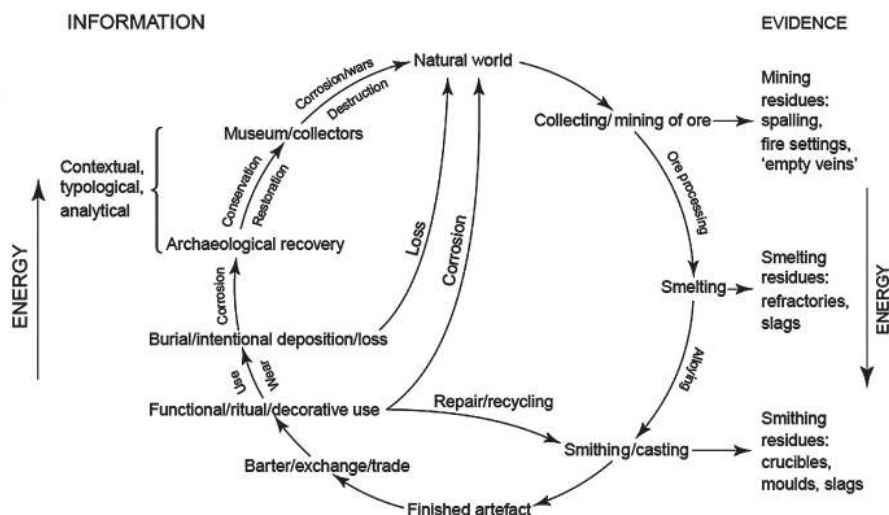 INFORMATION
EVIDENCE
Natural world
Corrosion/wars
Destruction
Museum/collectors
Collecting/mining of ore
Mining
residues:
spalling,
fire settings,
‘empty veins’
Contextual,
typological,
analytical
Conservation
Restoration
Ore processing
Archaeological recovery
Loss
Corrosion
ENERGY
Corrosion
Smelting
Smelting
residues:
refractories,
slags
ENERGY
Burial/intentional deposition/loss
Alloying
Use
Wear
Functional/ritual/decorative use
Repair/recycling
Smithing/casting
Smithing
residues:
crucibles,
moulds, slags
Barter/exchange/trade
Finished artefact